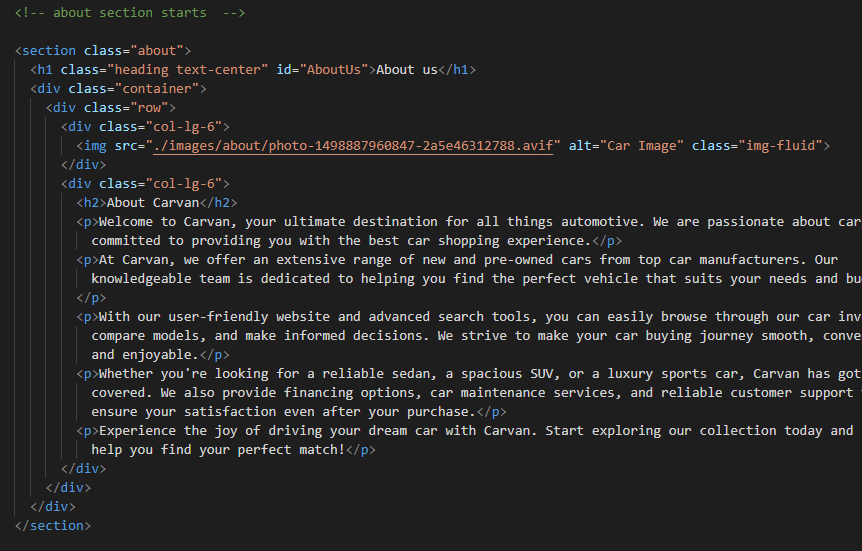 <!-- about section starts  -->
<section class="about">
<h1 class="heading text-center" id="AboutUs">About us</h1>
<div class="container">
<div class="row">
<div class="col-lg-6">
<img src="./images/about/photo-1498887960847-2a5e46312788.avif" alt="Car Image" class="img-fluid">
</div>
<div class="col-lg-6">
<h2>About Carvan</h2>
<p>Welcome to Carvan, your ultimate destination for all things automotive. We are passionate about car
committed to providing you with the best car shopping experience.</p>
<p>At Carvan, we offer an extensive range of new and pre-owned cars from top car manufacturers. Our
knowledgeable team is dedicated to helping you find the perfect vehicle that suits your needs and bu
</p>
<p>With our user-friendly website and advanced search tools, you can easily browse through our car inv
compare models, and make informed decisions. We strive to make your car buying journey smooth, conve
and enjoyable.</p>
<p>Whether you're looking for a reliable sedan, a spacious SUV, or a luxury sports car, Carvan has got
covered. We also provide financing options, car maintenance services, and reliable customer support
ensure your satisfaction even after your purchase.</p>
<p>Experience the joy of driving your dream car with Carvan. Start exploring our collection today and
help you find your perfect match!</p>
</div>
</div>
</div>
</section>